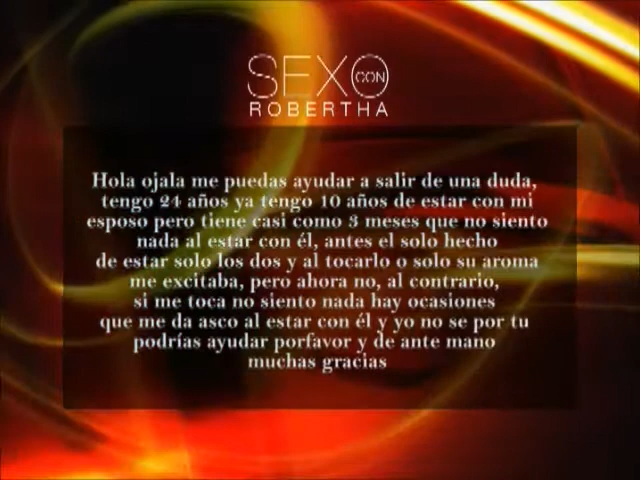 SEXO CON
ROBERTHA
Hola ojala me puedas ayudar a salir de una duda,
tengo 24 años ya tengo 10 años de estar con mi
esposo pero tiene casi como 3 meses que no siento
nada al estar con él, antes el solo hecho
de estar solo los dos y al tocarlo o solo su aroma
me excitaba, pero ahora no, al contrario,
si me toca no siento nada hay ocasiones
que me da asco al estar con él y yo no se por tu
podrías ayudar porfavor y de ante mano
muchas gracias